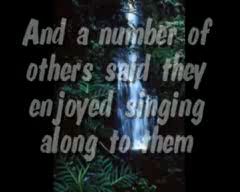 And a number of
others said they
enjoyed singing
along to them